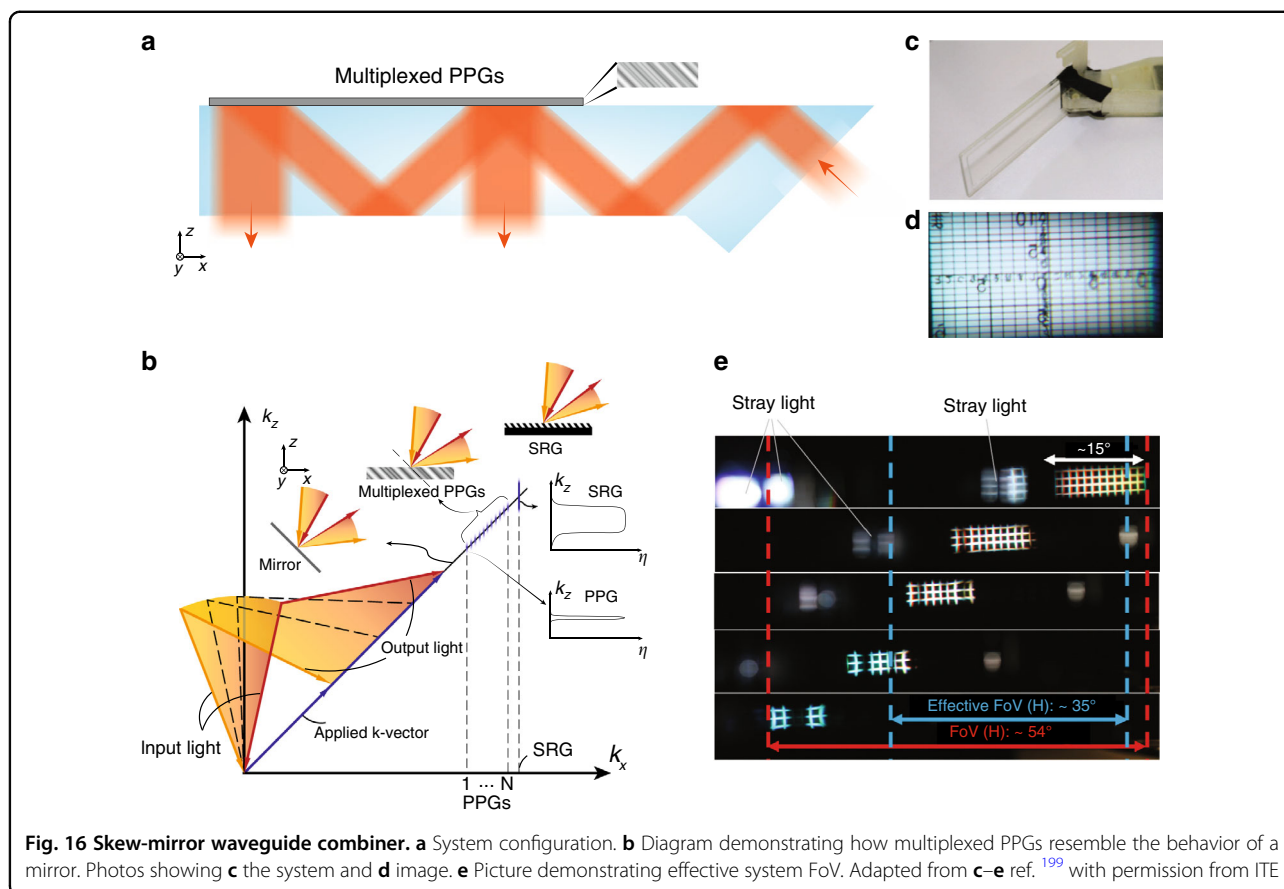 a
Multiplexed PPGs
z
y x
c
d
b
k_z
z
y x
Mirror
Multiplexed PPGs
SRG
k_z
SRG
η
k_z
PPG
η
Output light
Input light
Applied k-vector
SRG
k_x
1 ... N
PPGs
e
Stray light
Stray light
~15°
Effective FoV (H): ~ 35°
FoV (H): ~ 54°
Fig. 16 Skew-mirror waveguide combiner. a System configuration. b Diagram demonstrating how multiplexed PPGs resemble the behavior of a
mirror. Photos showing c the system and d image. e Picture demonstrating effective system FoV. Adapted from c–e ref. 199 with permission from ITE